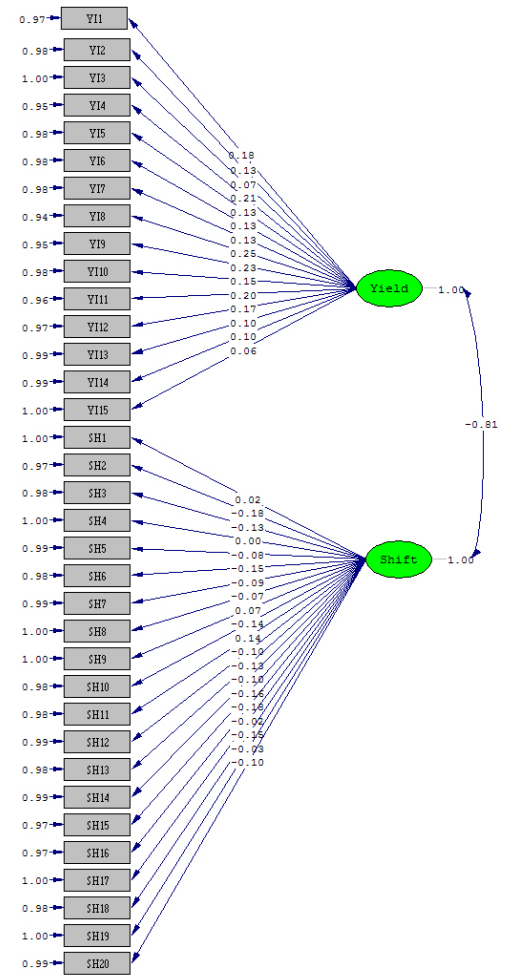 0.97 YI1
0.98 YI2
1.00 YI3
0.95 YI4
0.98 YI5
0.98 YI6
0.98 YI7
0.94 YI8
0.95 YI9
0.98 YI10
0.96 YI11
0.97 YI12
0.99 YI13
0.99 YI14
1.00 YI15
1.00 SH1
0.97 SH2
0.98 SH3
1.00 SH4
0.99 SH5
0.98 SH6
0.99 SH7
1.00 SH8
1.00 SH9
0.98 SH10
0.98 SH11
0.99 SH12
0.98 SH13
0.99 SH14
0.97 SH15
0.97 SH16
1.00 SH17
0.98 SH18
1.00 SH19
0.99 SH20
0.18
0.13
0.07
0.21
0.13
0.13
0.13
0.25
0.23
0.15
0.20
0.17
0.10
0.10
0.06
0.02
-0.18
-0.13
0.00
-0.08
-0.15
-0.09
-0.07
0.07
-0.14
0.14
-0.10
-0.13
-0.10
-0.16
-0.18
-0.02
-0.15
-0.03
-0.10
Yield 1.00
-0.81
Shift 1.00